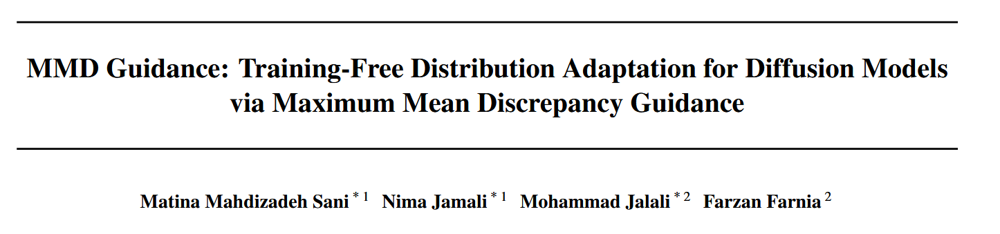 MMD Guidance: Training-Free Distribution Adaptation for Diffusion Models
via Maximum Mean Discrepancy Guidance
Matina Mahdizadeh Sani * 1 Nima Jamali * 1 Mohammad Jalali * 2 Farzan Farnia 2